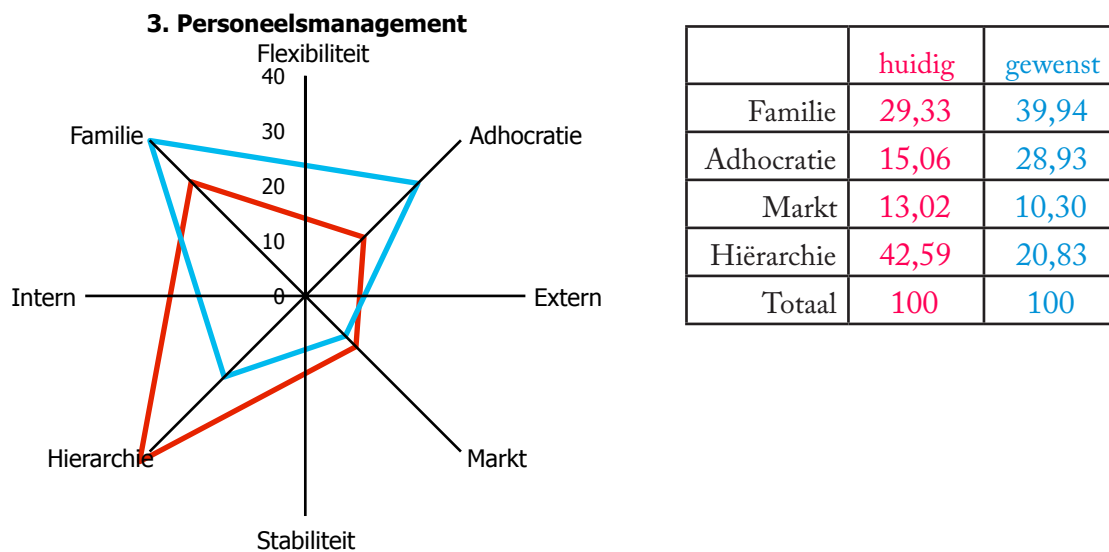 3. Personeelsmanagement
Flexibiliteit
40
30
20
10
0
Familie
Adhocratie
Intern
Extern
Hierarchie
Markt
Stabiliteit
huidig gewenst
Familie 29,33 39,94
Adhocratie 15,06 28,93
Markt 13,02 10,30
Hiërarchie 42,59 20,83
Totaal 100 100